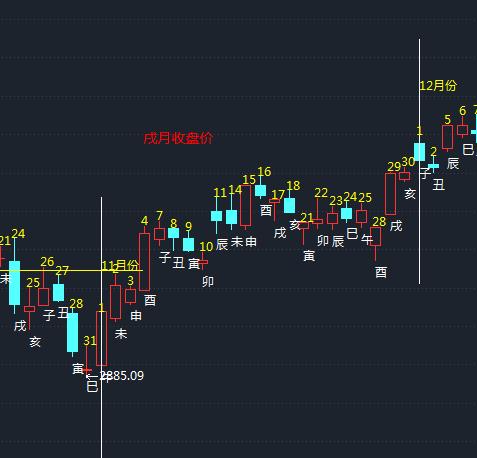 12月份
7
6
5
1
戌月收盘价
巳
2
辰
29
30
子
丑
亥
16
15
14
11
18
17
22
23
24
25
酉
4
7
8
9
21
28
戌
亥
卯
辰
巳
午
戌
辰
未
申
21
24
10
寅
子
丑
寅
酉
未
26
27
11月份
2
卯
25
3
酉
28
1
子
丑
申
戌
未
亥
31
寅
2885.09
巳